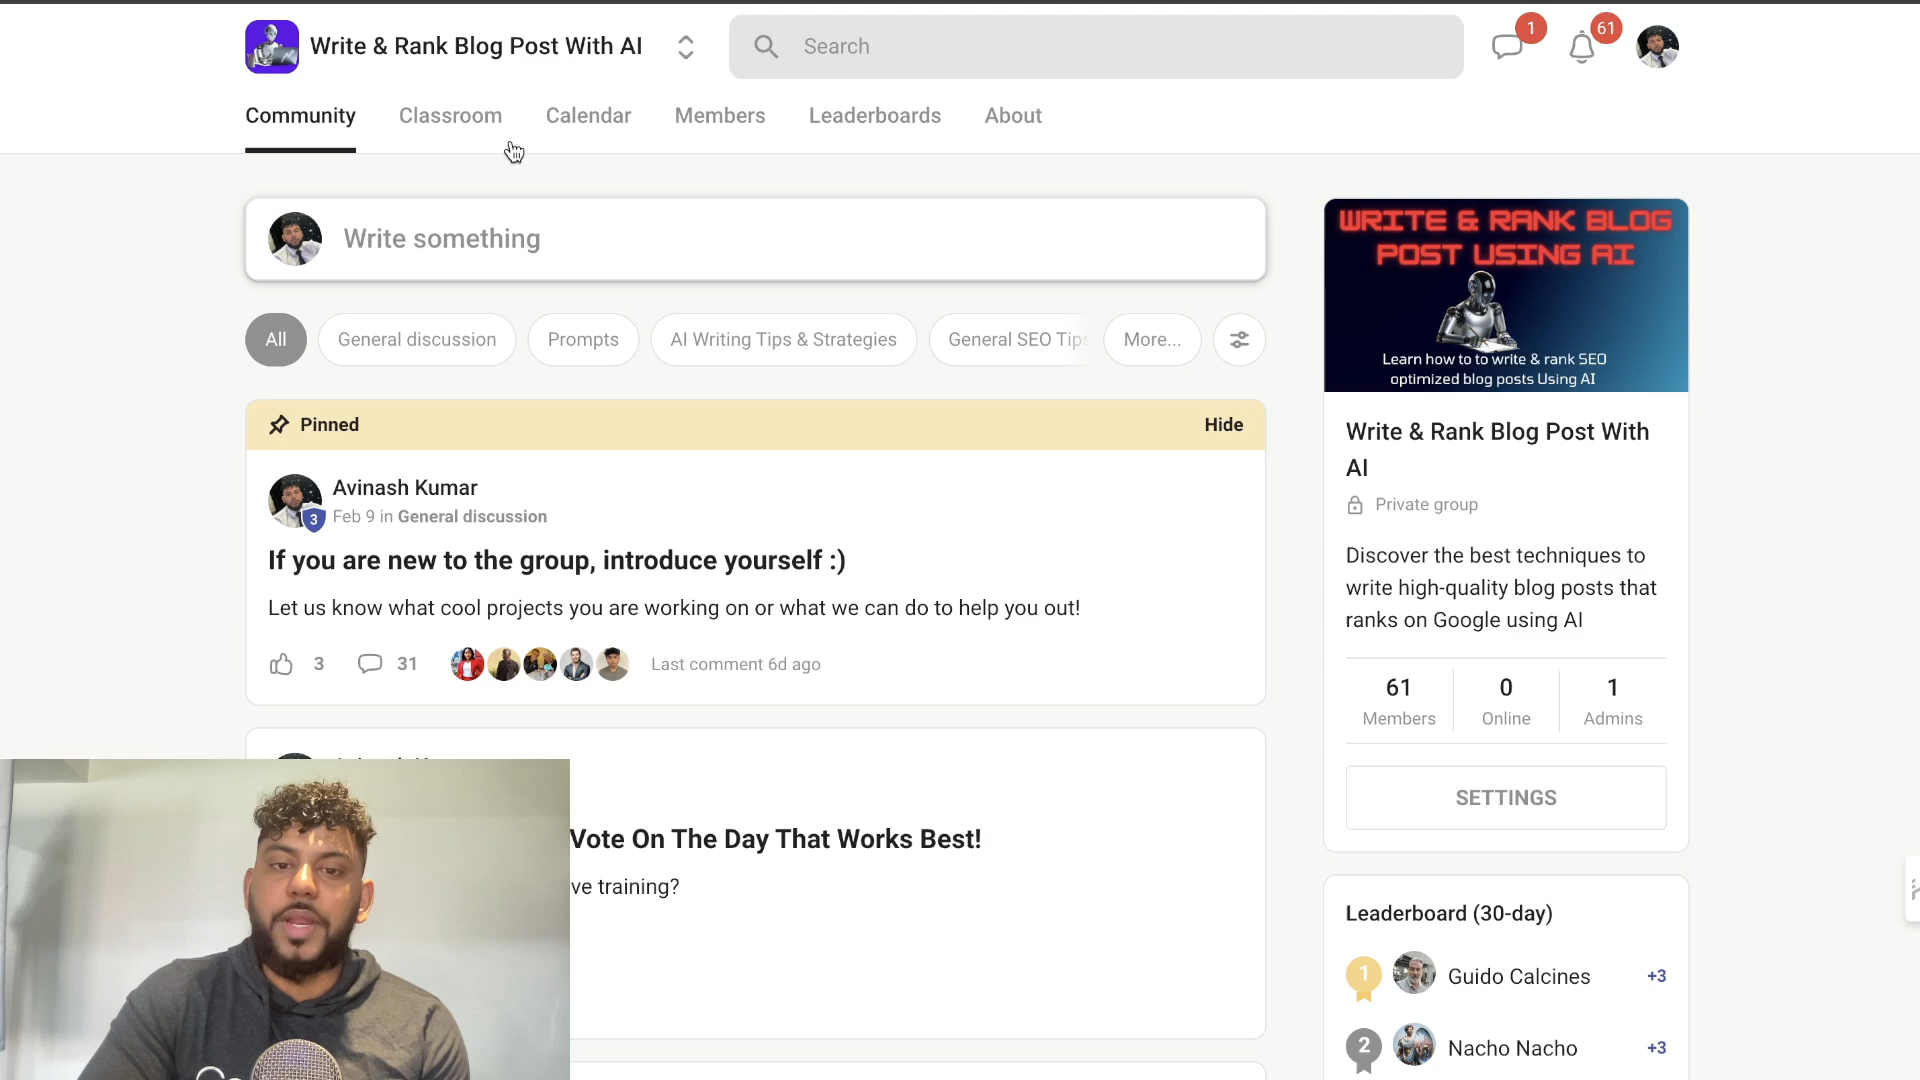 Write & Rank Blog Post With AI
Search
1
61
Community
Classroom
Calendar
Members
Leaderboards
About
Write something
All
General discussion
Prompts
AI Writing Tips & Strategies
General SEO Tips
More...
Pinned
Hide
Avinash Kumar
3
Feb 9 in General discussion
If you are new to the group, introduce yourself :)
Let us know what cool projects you are working on or what we can do to help you out!
3
31
Last comment 6d ago
Vote On The Day That Works Best!
ve training?
WRITE & RANK BLOG
POST USING AI
Learn how to to write & rank SEO
optimized blog posts Using AI
Write & Rank Blog Post With
AI
Private group
Discover the best techniques to
write high-quality blog posts that
ranks on Google using AI
61
Members
0
Online
1
Admins
SETTINGS
Leaderboard (30-day)
1
Guido Calcines
+3
2
Nacho Nacho
+3